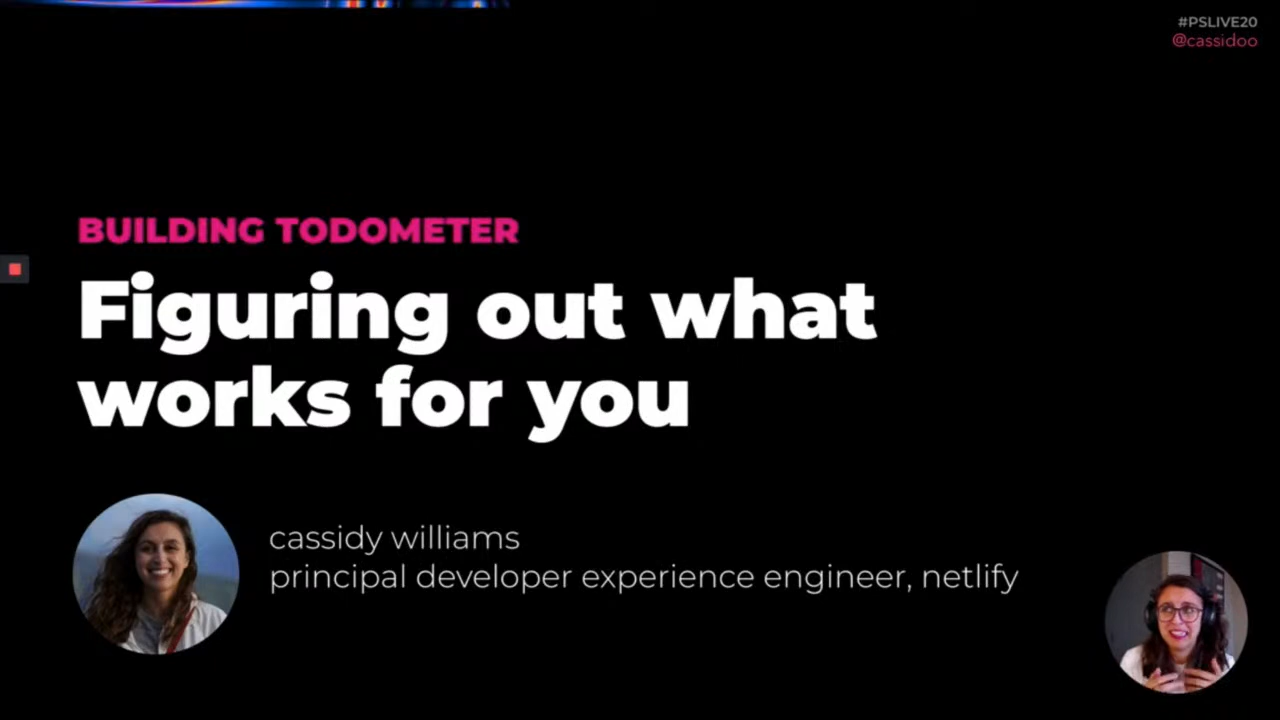 #PSLIVE20
@cassidoo
BUILDING TODOMETER
Figuring out what
works for you
cassidy williams
principal developer experience engineer, netlify